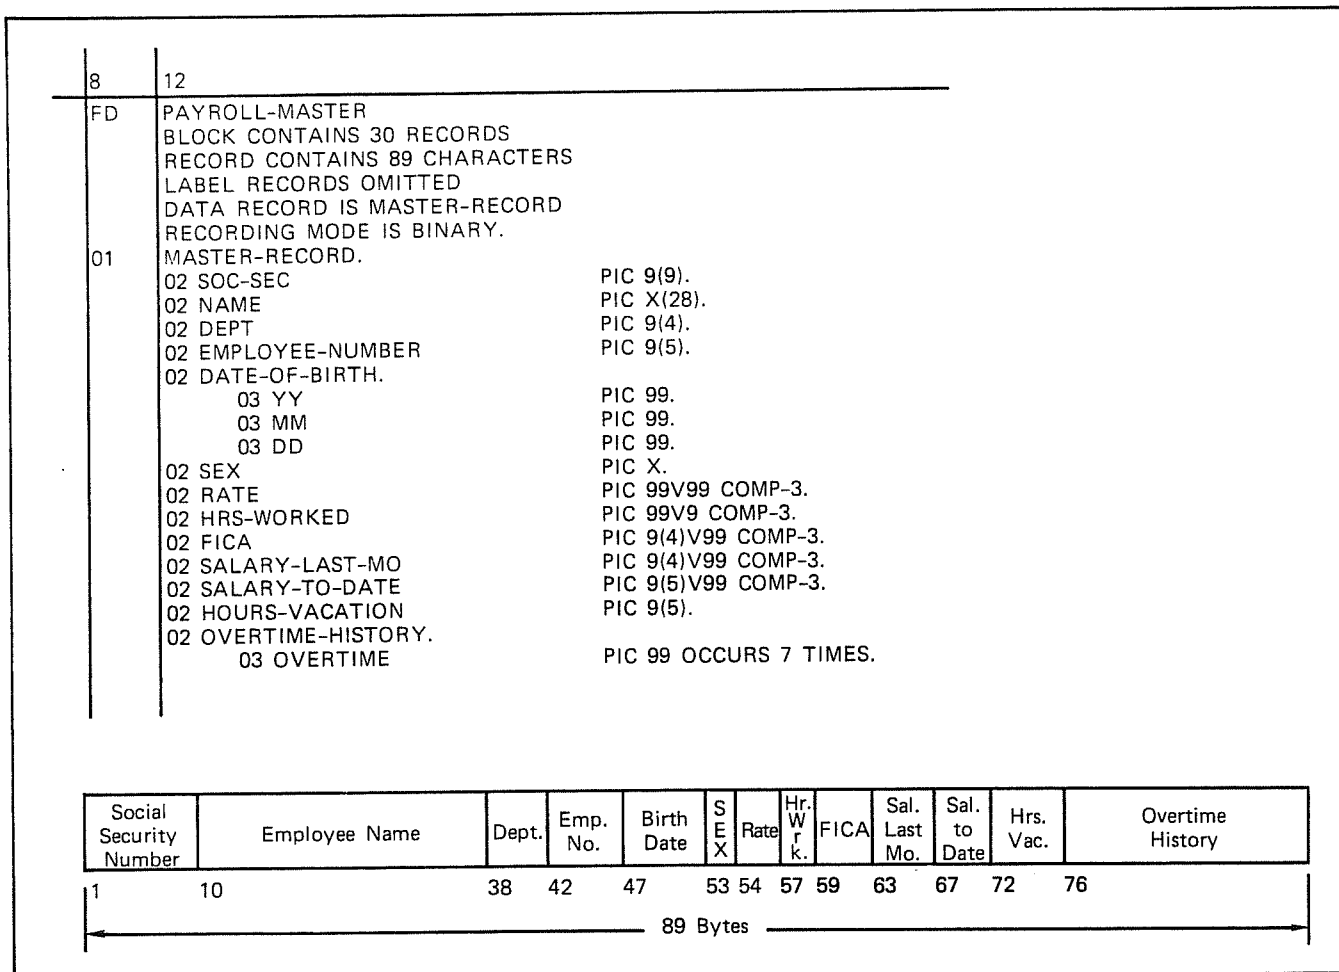 8 12
FD PAYROLL-MASTER
BLOCK CONTAINS 30 RECORDS
RECORD CONTAINS 89 CHARACTERS
LABEL RECORDS OMITTED
DATA RECORD IS MASTER-RECORD
RECORDING MODE IS BINARY.
01 MASTER-RECORD.
02 SOC-SEC PIC 9(9).
02 NAME PIC X(28).
02 DEPT PIC 9(4).
02 EMPLOYEE-NUMBER PIC 9(5).
02 DATE-OF-BIRTH.
03 YY PIC 99.
03 MM PIC 99.
03 DD PIC 99.
02 SEX PIC X.
02 RATE PIC 99V99 COMP-3.
02 HRS-WORKED PIC 99V9 COMP-3.
02 FICA PIC 9(4)V99 COMP-3.
02 SALARY-LAST-MO PIC 9(4)V99 COMP-3.
02 SALARY-TO-DATE PIC 9(5)V99 COMP-3.
02 HOURS-VACATION PIC 9(5).
02 OVERTIME-HISTORY.
03 OVERTIME PIC 99 OCCURS 7 TIMES.
Social
Security
Number
Employee Name
Dept.
Emp.
No.
Birth
Date
S
E
X
Rate
Hr.
W
r
k.
FICA
Sal.
Last
Mo.
Sal.
to
Date
Hrs.
Vac.
Overtime
History
1 10 38 42 47 53 54 57 59 63 67 72 76
89 Bytes